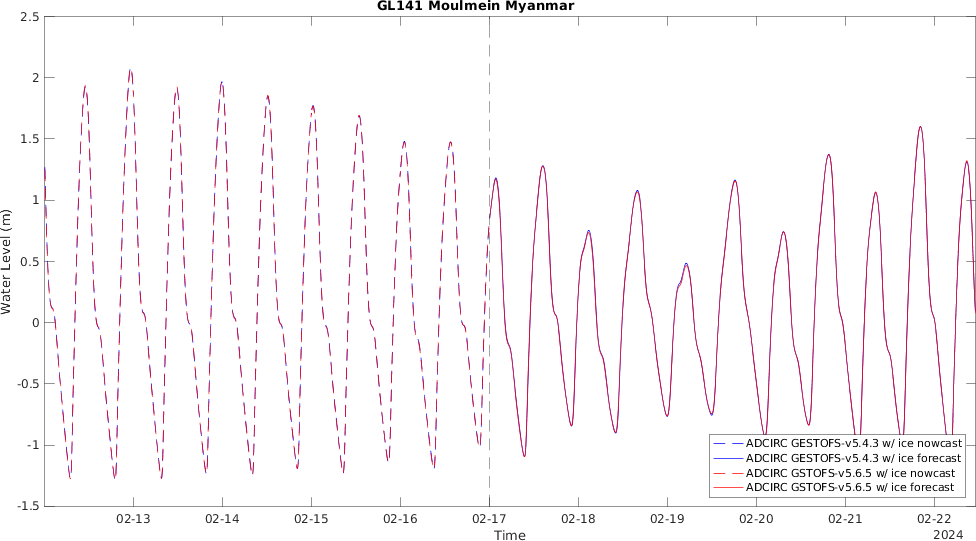 GL141 Moulmein Myanmar
2.5
2
1.5
1
0.5
0
-0.5
-1
-1.5
Water Level (m)
02-13 02-14 02-15 02-16 02-17 02-18 02-19 02-20 02-21 02-22
Time
2024
ADCIRC GESTOFS-v5.4.3 w/ ice nowcast
ADCIRC GESTOFS-v5.4.3 w/ ice forecast
ADCIRC GSTOFS-v5.6.5 w/ ice nowcast
ADCIRC GSTOFS-v5.6.5 w/ ice forecast